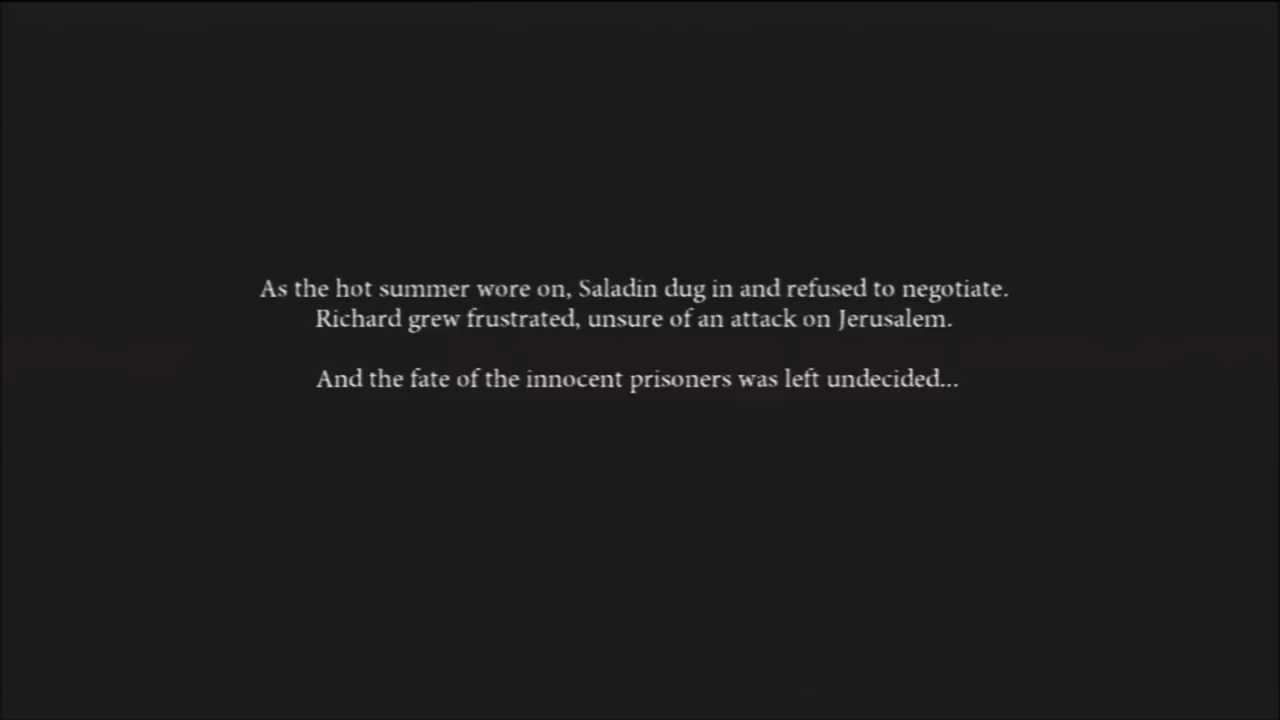 As the hot summer wore on, Saladin dug in and refused to negotiate.
Richard grew frustrated, unsure of an attack on Jerusalem.
And the fate of the innocent prisoners was left undecided...